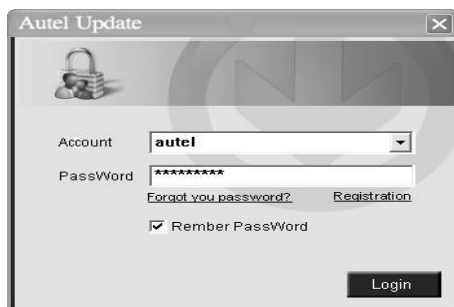 Autel Update
Account autel
PassWord *********
Forgot you password? Registration
Rember PassWord
Login